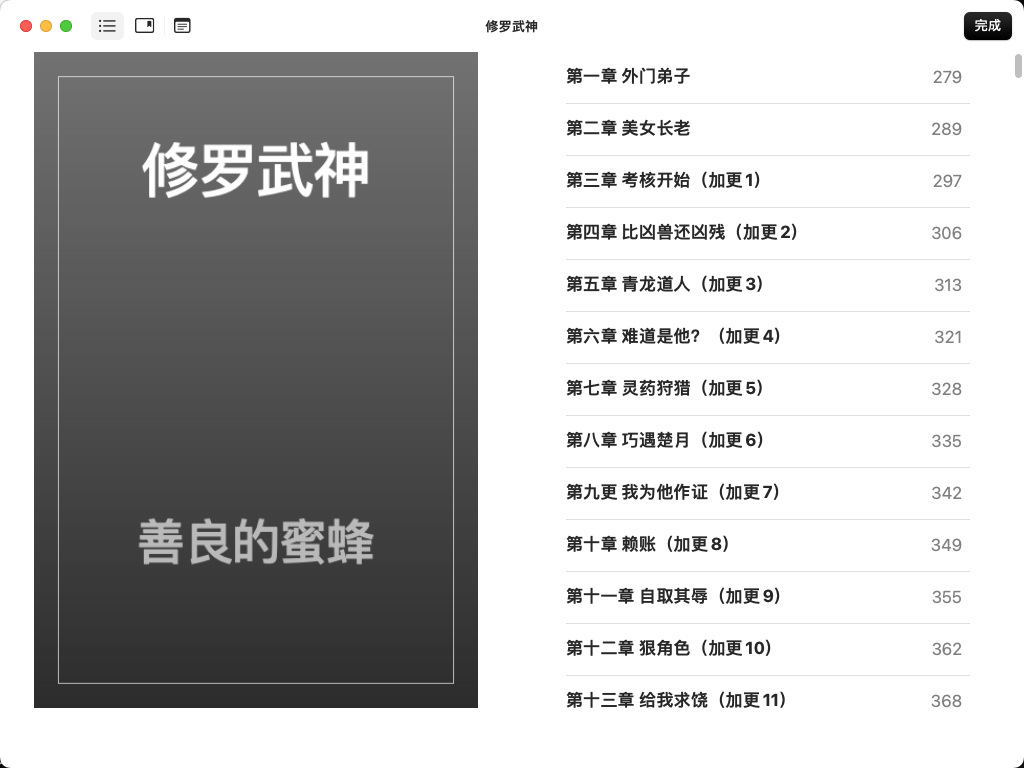 修罗武神
完成
修罗武神
善良的蜜蜂
第一章 外门弟子 279
第二章 美女长老 289
第三章 考核开始（加更1） 297
第四章 比凶兽还凶残（加更2） 306
第五章 青龙道人（加更3） 313
第六章 难道是他？（加更4） 321
第七章 灵药狩猎（加更5） 328
第八章 巧遇楚月（加更6） 335
第九更 我为他作证（加更7） 342
第十章 赖账（加更8） 349
第十一章 自取其辱（加更9） 355
第十二章 狠角色（加更10） 362
第十三章 给我求饶（加更11） 368